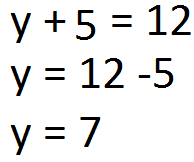 y + 5 = 12
y = 12 -5
y = 7